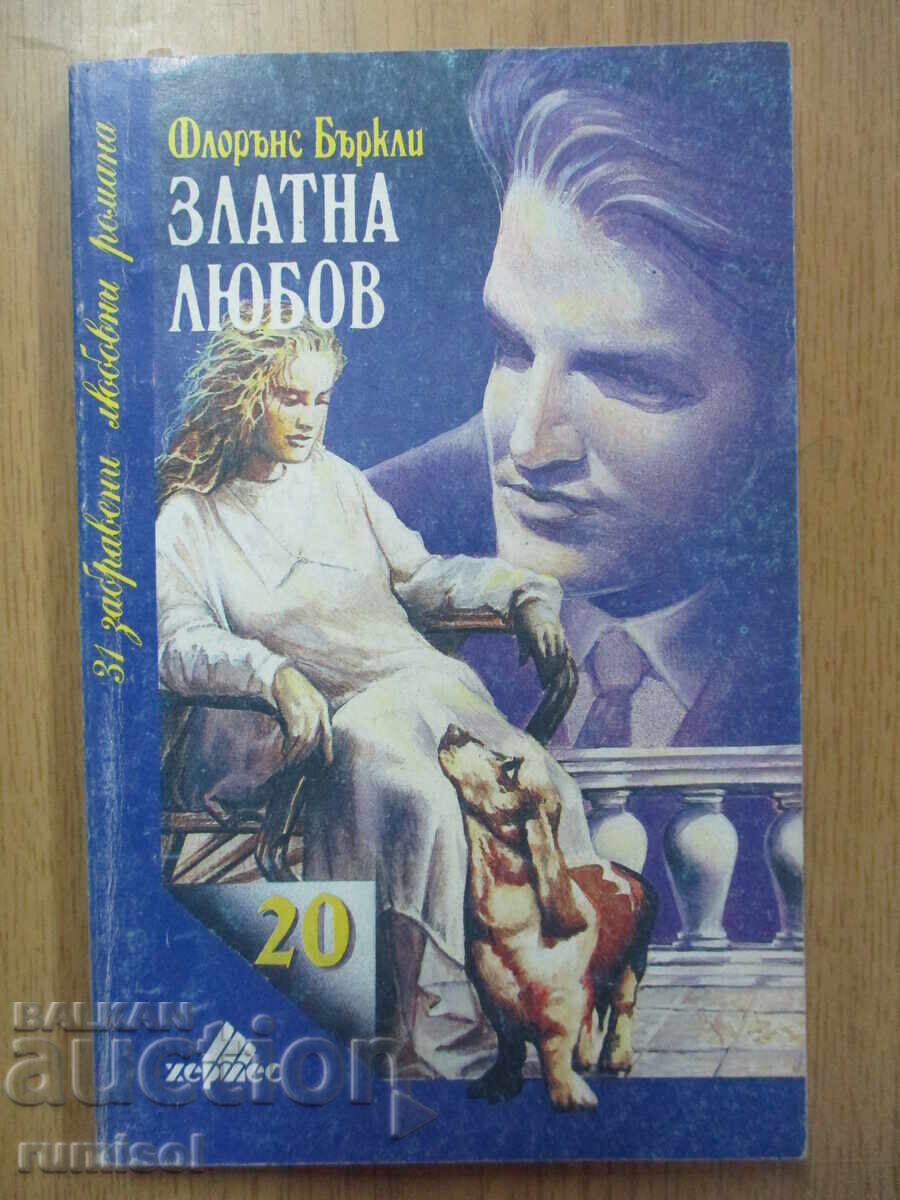 Флорънс Бъркли
ЗЛАТНА
ЛЮБОВ
31 забравени любовни романа
20
хермес
BALKAN
auction
rumisol